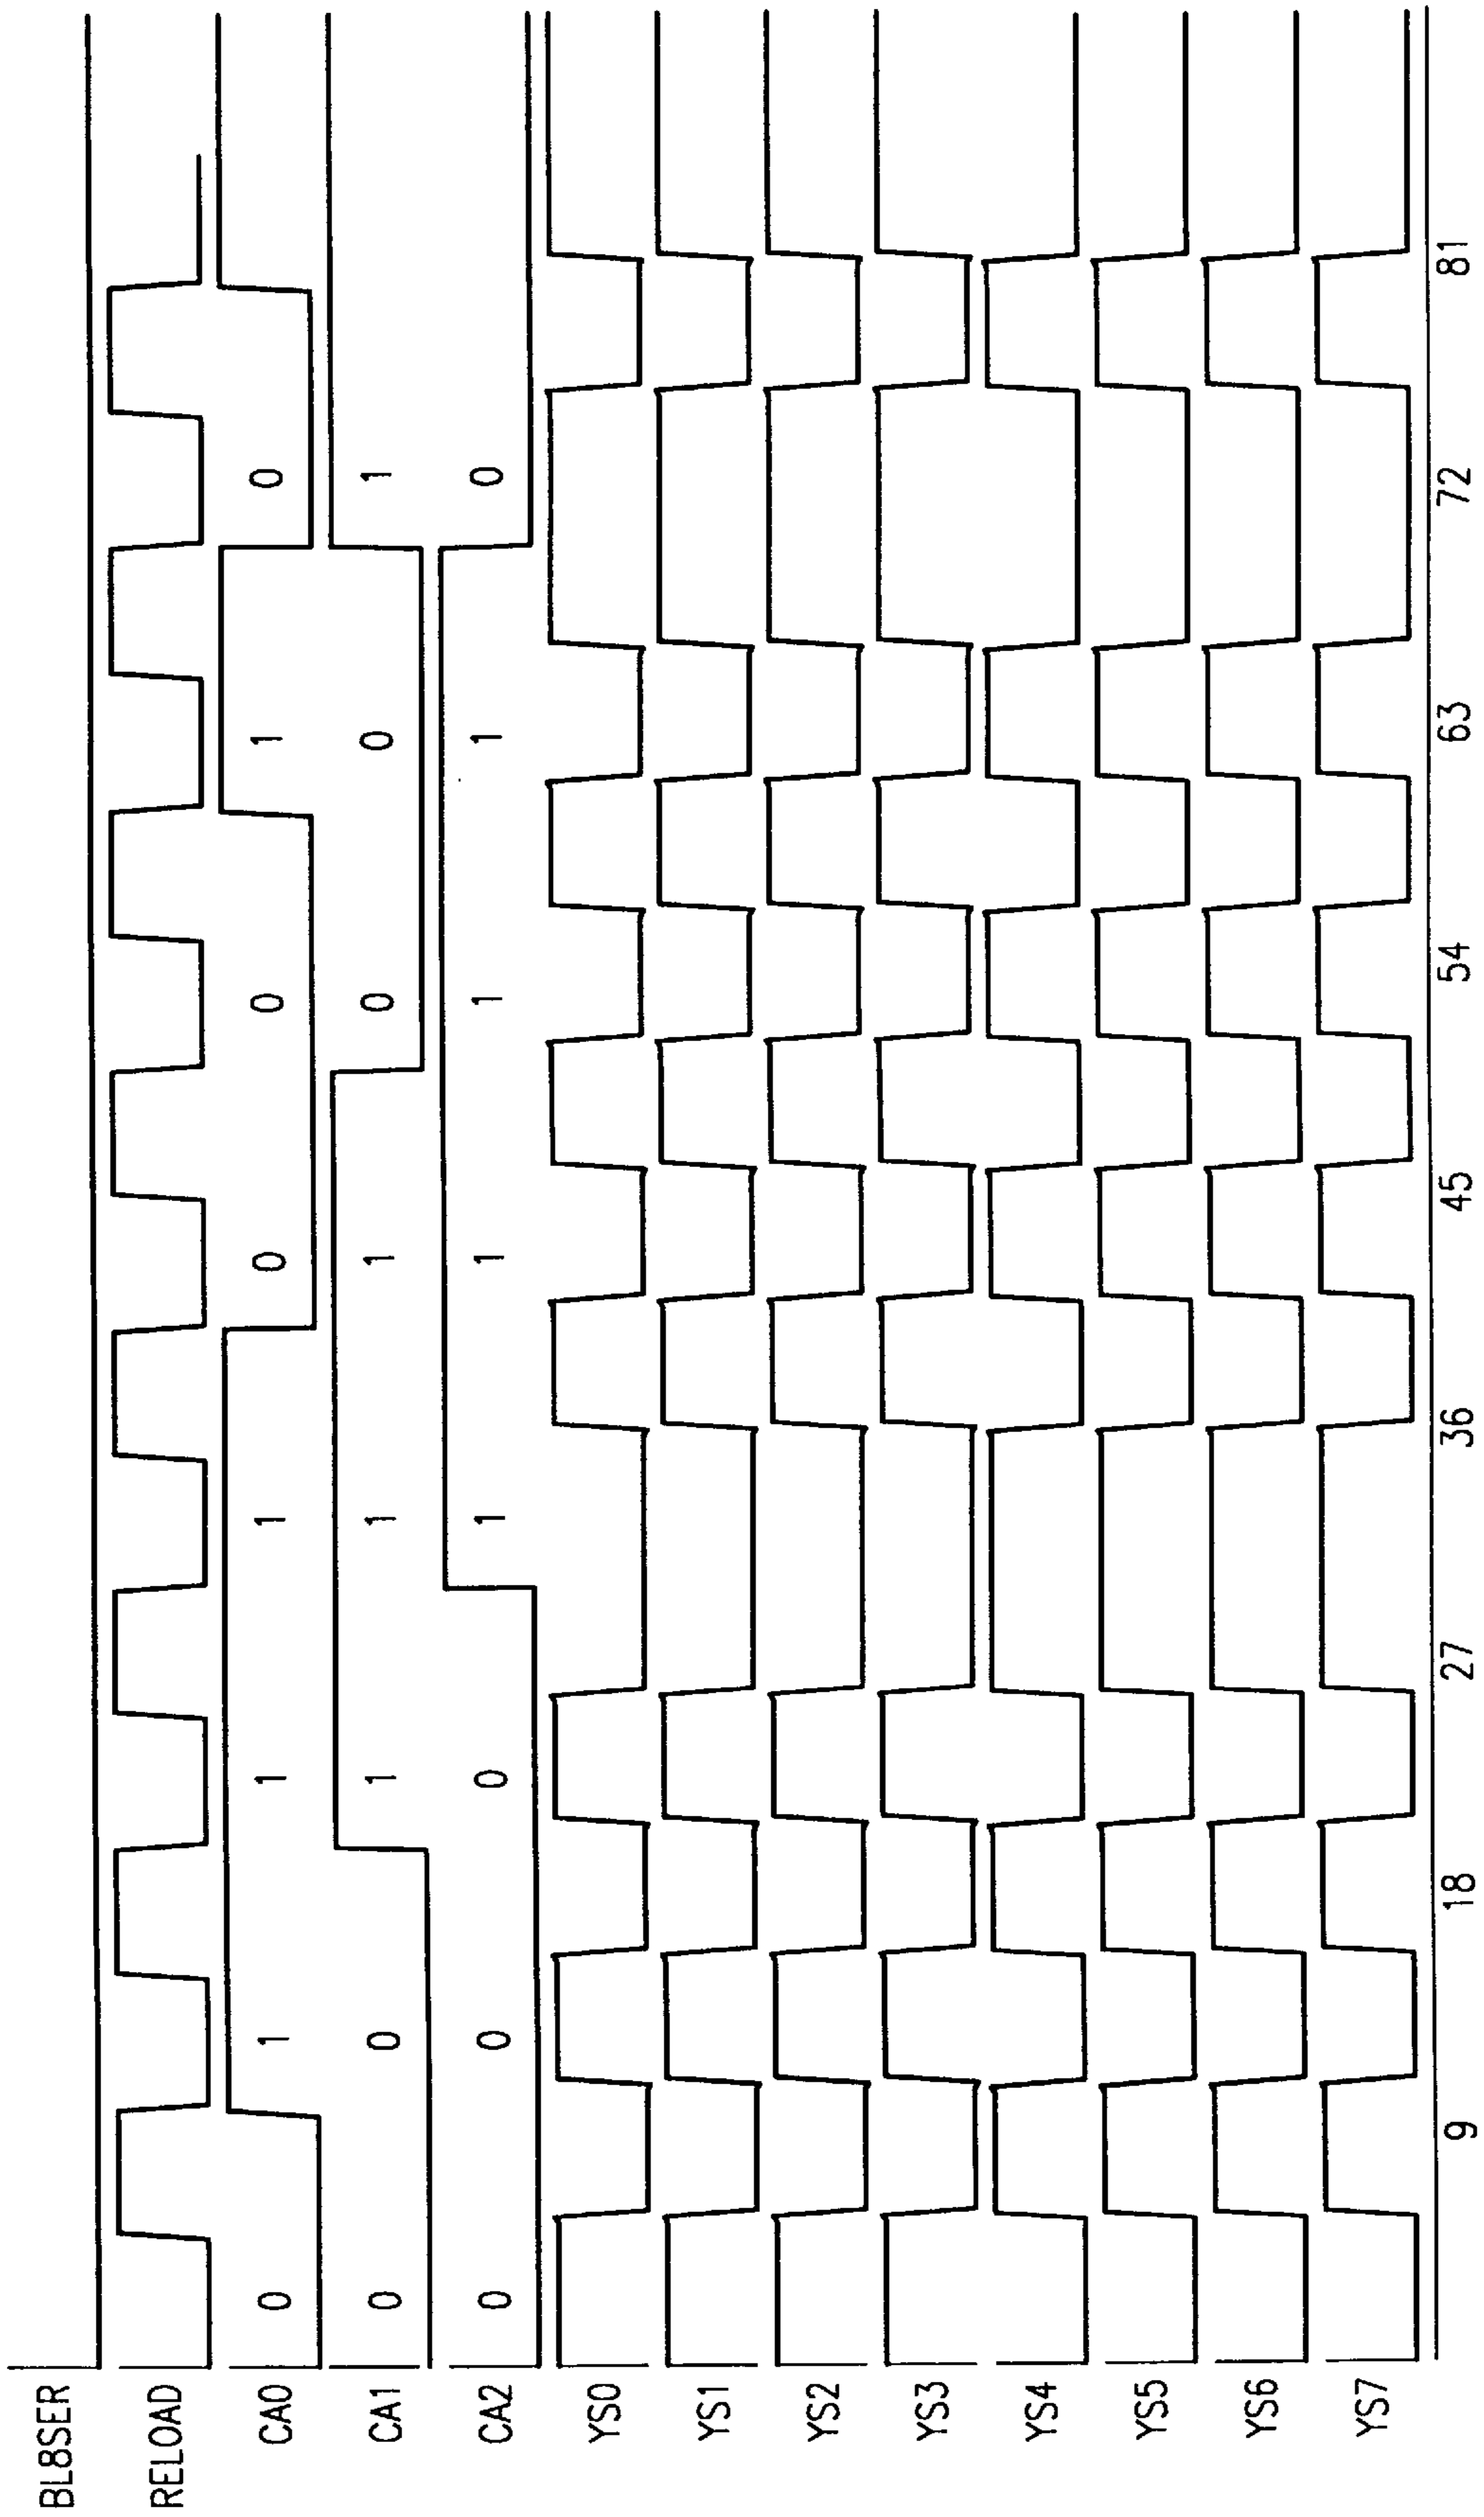 BL8SER
RELOAD
CA0 0 1 1 1 0 0 1 0
CA1 0 0 1 1 1 0 0 1
CA2 0 0 0 1 1 1 1 0
YS0
YS1
YS2
YS3
YS4
YS5
YS6
YS7
9 18 27 36 45 54 63 72 81